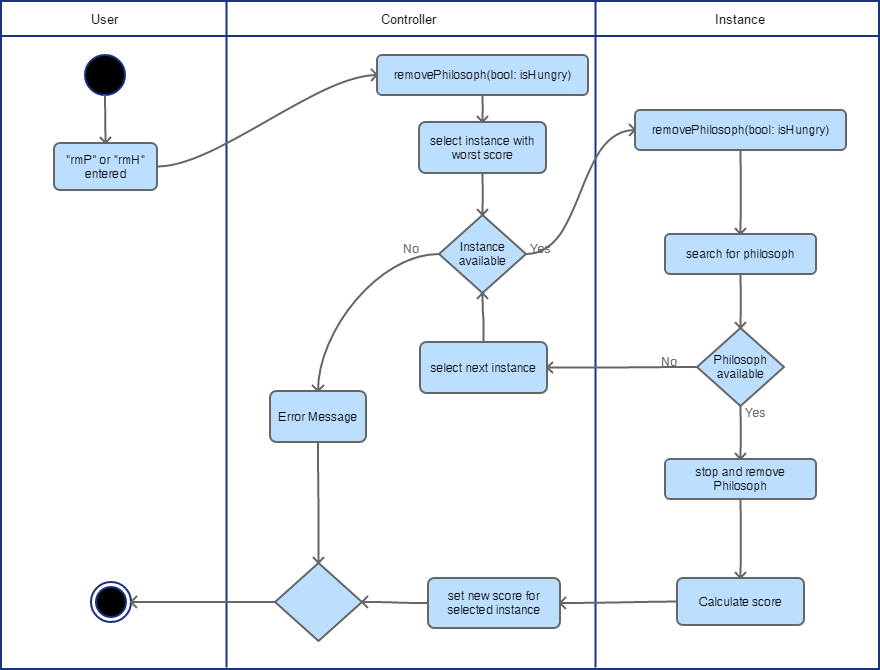 User
Controller
Instance
removePhilosoph(bool: isHungry)
"rmP" or "rmH"
entered
select instance with
worst score
removePhilosoph(bool: isHungry)
Instance
available
No
Yes
search for philosoph
select next instance
Philosoph
available
No
Yes
Error Message
stop and remove
Philosoph
set new score for
selected instance
Calculate score